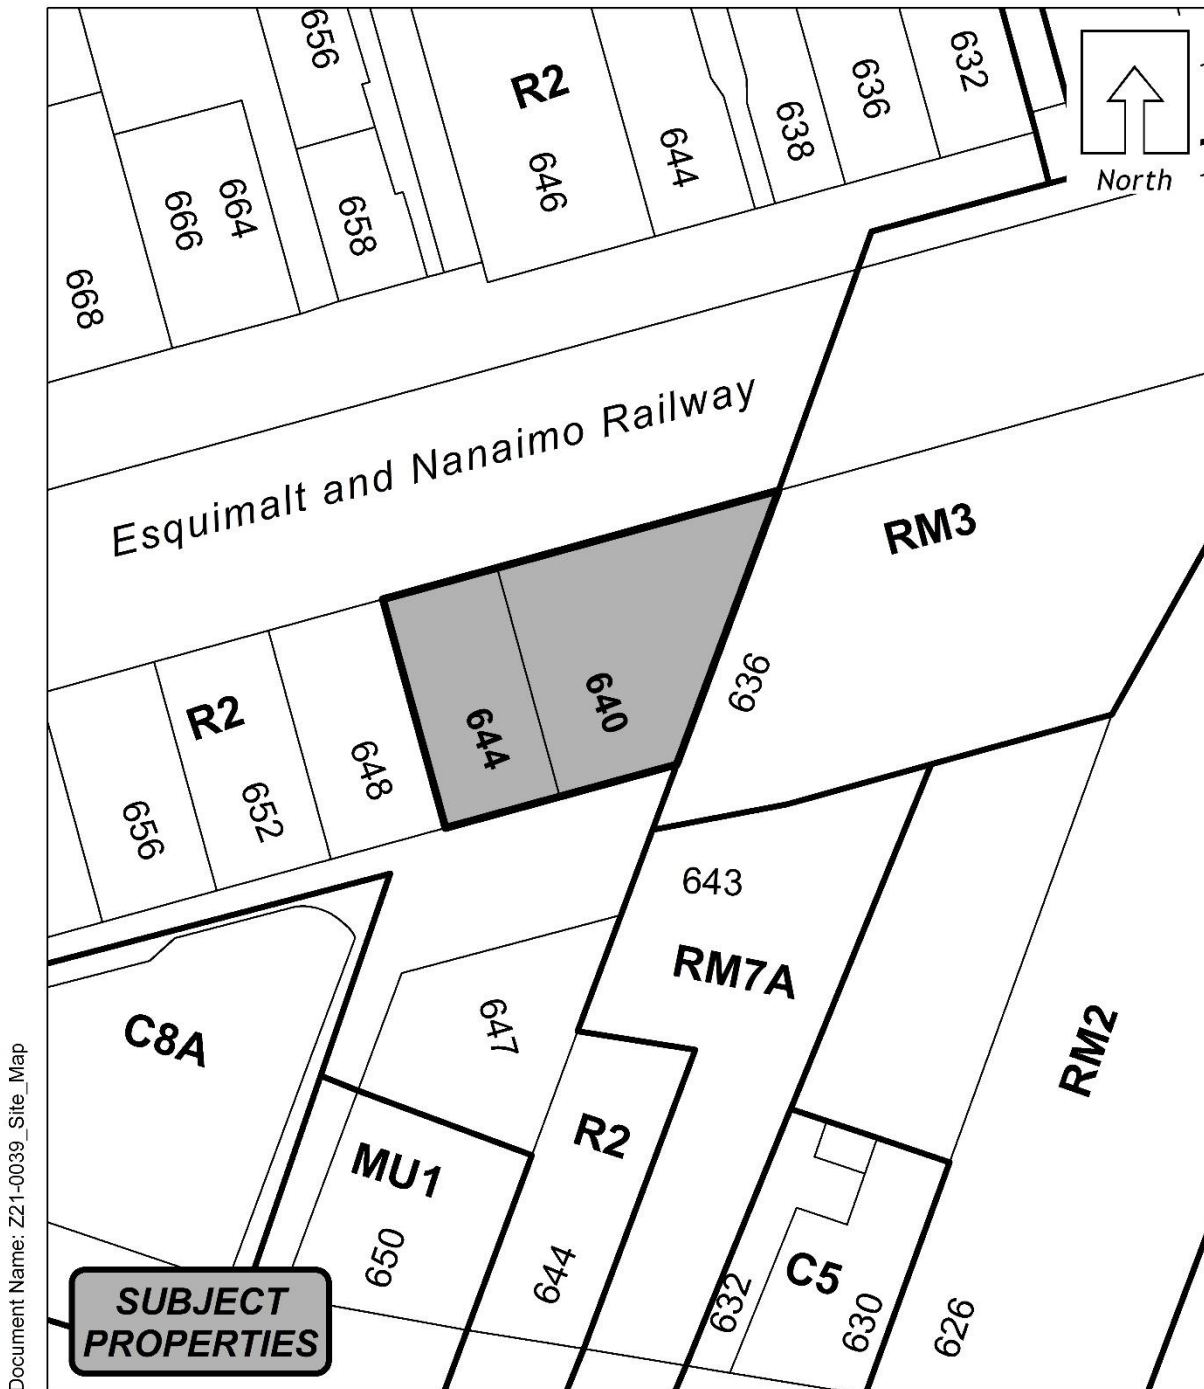 656
R2
632
636
638
644
646
North
664
666
658
668
Esquimalt and Nanaimo Railway
RM3
636
640
644
R2
648
652
656
643
RM7A
647
C8A
RM2
R2
MU1
650
644
C5
632
630
626
SUBJECT
PROPERTIES
Document Name: Z21-0039_Site_Map